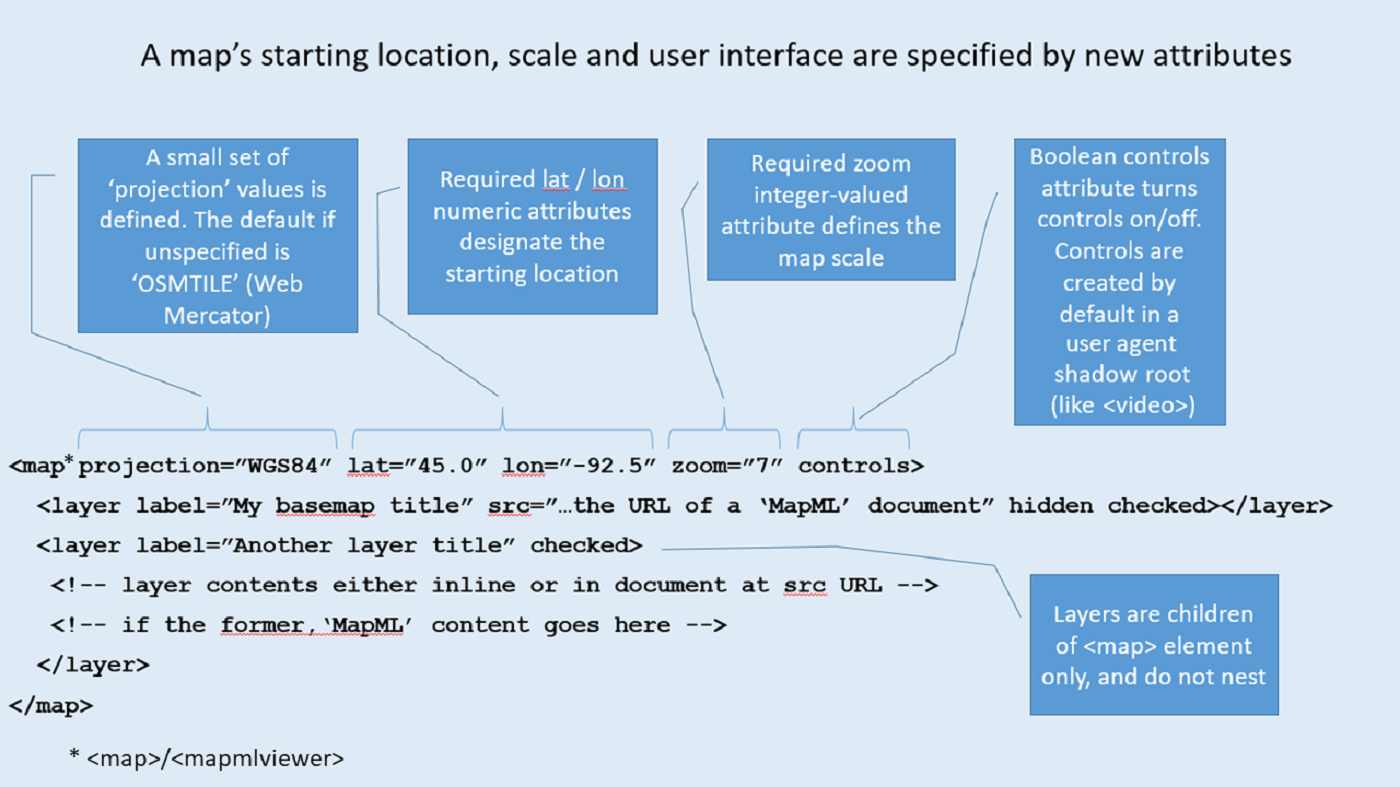 A map’s starting location, scale and user interface are specified by new attributes
A small set of
‘projection’ values is
defined. The default if
unspecified is
‘OSMTILE’ (Web
Mercator)
Required lat / lon
numeric attributes
designate the
starting location
Required zoom
integer-valued
attribute defines the
map scale
Boolean controls
attribute turns
controls on/off.
Controls are
created by
default in a
user agent
shadow root
(like <video>)
<map* projection=”WGS84” lat=”45.0” lon=”-92.5” zoom=”7” controls>
<layer label=”My basemap title” src=”…the URL of a ‘MapML’ document” hidden checked></layer>
<layer label=”Another layer title” checked>
<!-- layer contents either inline or in document at src URL -->
<!-- if the former, ‘MapML’ content goes here -->
</layer>
</map>
Layers are children
of <map> element
only, and do not nest
* <map>/<mapmlviewer>